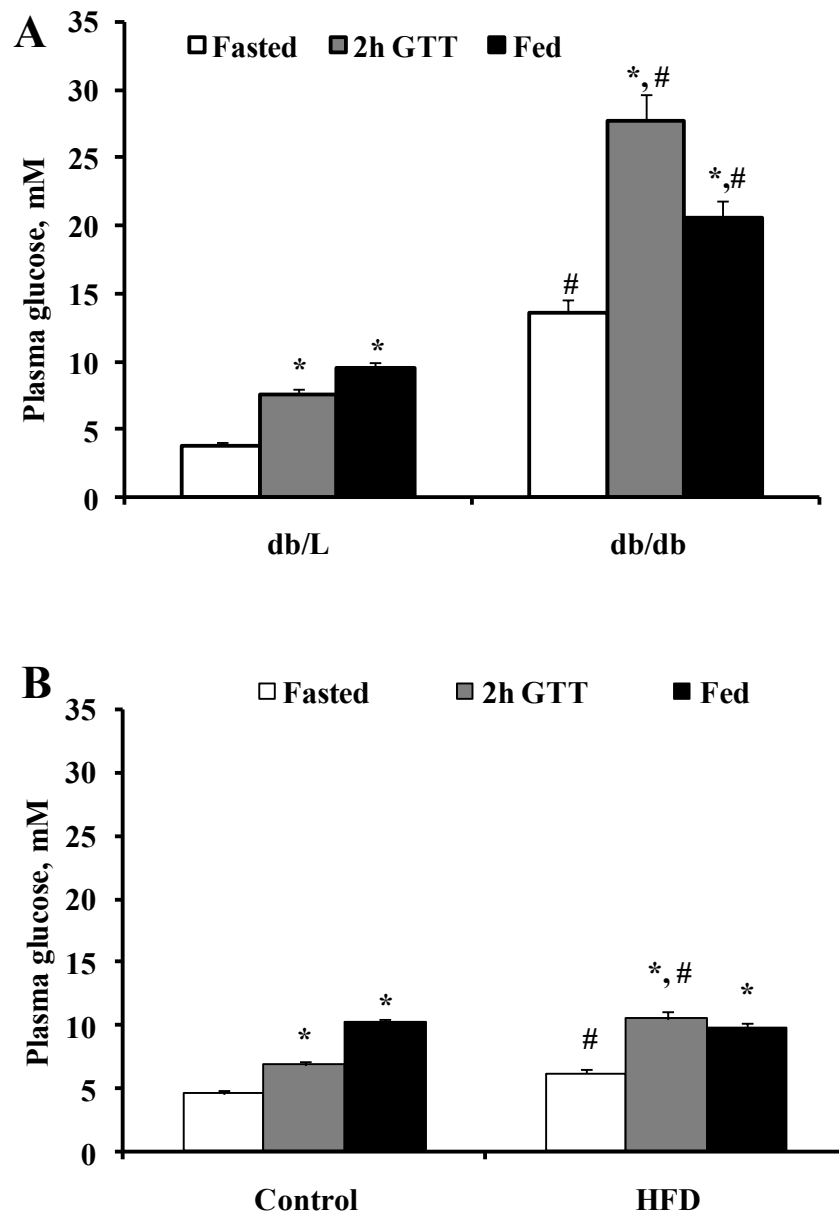 A
Fasted 2h GTT Fed
35
30
25
20
15
10
5
0
Plasma glucose, mM
* * # *, # *,#
db/L db/db
B
Fasted 2h GTT Fed
35
30
25
20
15
10
5
0
Plasma glucose, mM
* * # *, # *
Control HFD